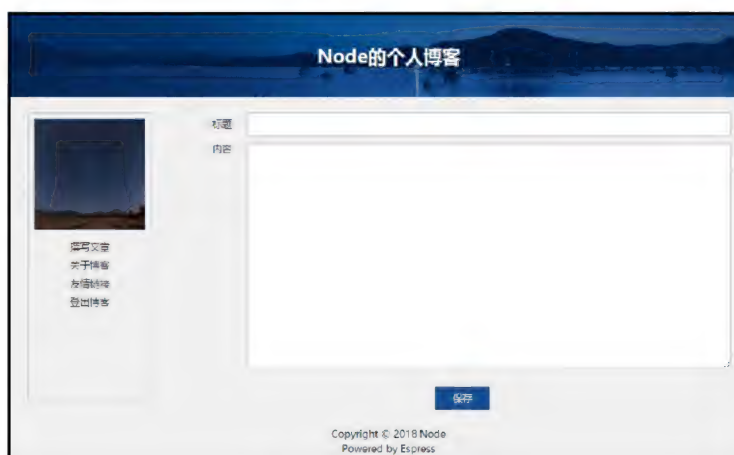 Node的个人博客
标题
内容
撰写文章
关于博客
友情链接
登出博客
保存
Copyright © 2018 Node
Powered by Espress